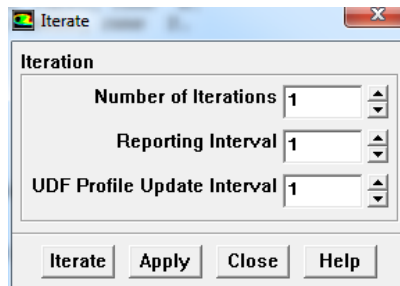 Iterate
Iteration
Number of Iterations 1
Reporting Interval 1
UDF Profile Update Interval 1
Iterate Apply Close Help